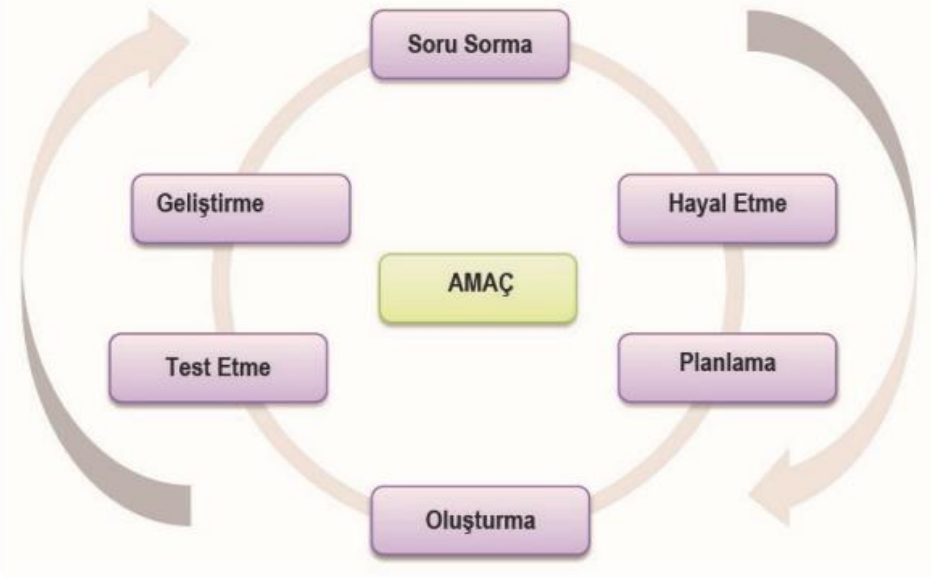 Soru Sorma
Geliştirme
Hayal Etme
AMAÇ
Test Etme
Planlama
Oluşturma